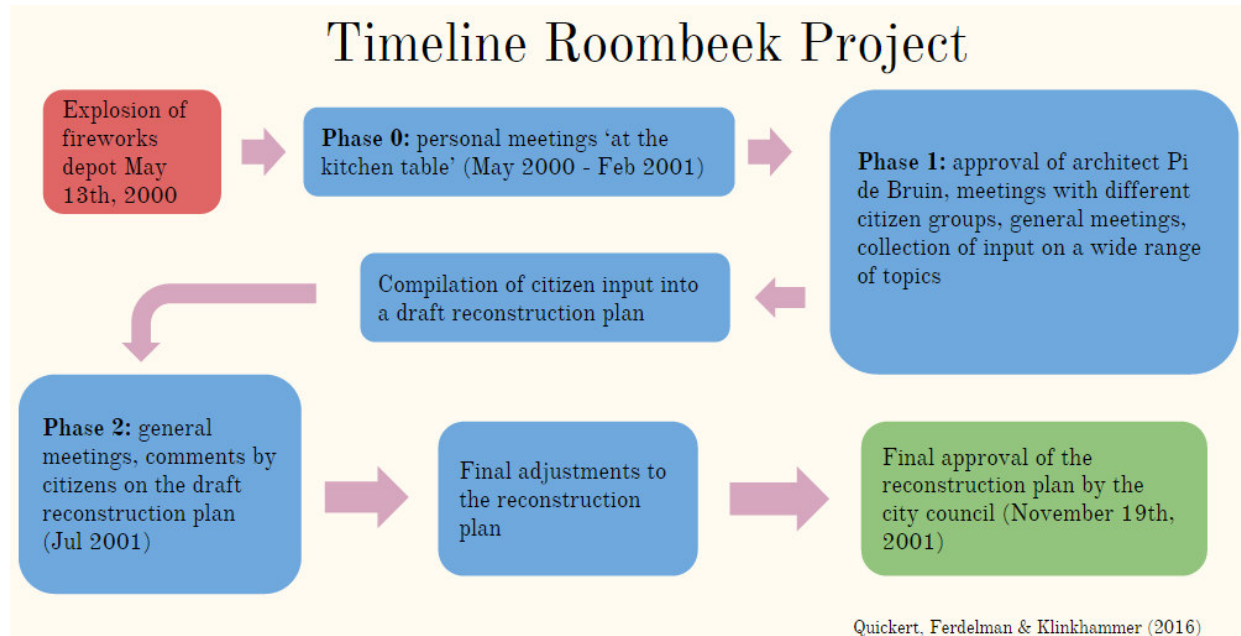 Timeline Roombeek Project
Explosion of
fireworks
depot May
13th, 2000
Phase 0: personal meetings ‘at the
kitchen table’ (May 2000 - Feb 2001)
Phase 1: approval of architect Pi
de Bruin, meetings with different
citizen groups, general meetings,
collection of input on a wide range
of topics
Compilation of citizen input into
a draft reconstruction plan
Phase 2: general
meetings, comments by
citizens on the draft
reconstruction plan
(Jul 2001)
Final adjustments to
the reconstruction
plan
Final approval of the
reconstruction plan by the
city council (November 19th,
2001)
Quickert, Ferdelman & Klinkhammer (2016)